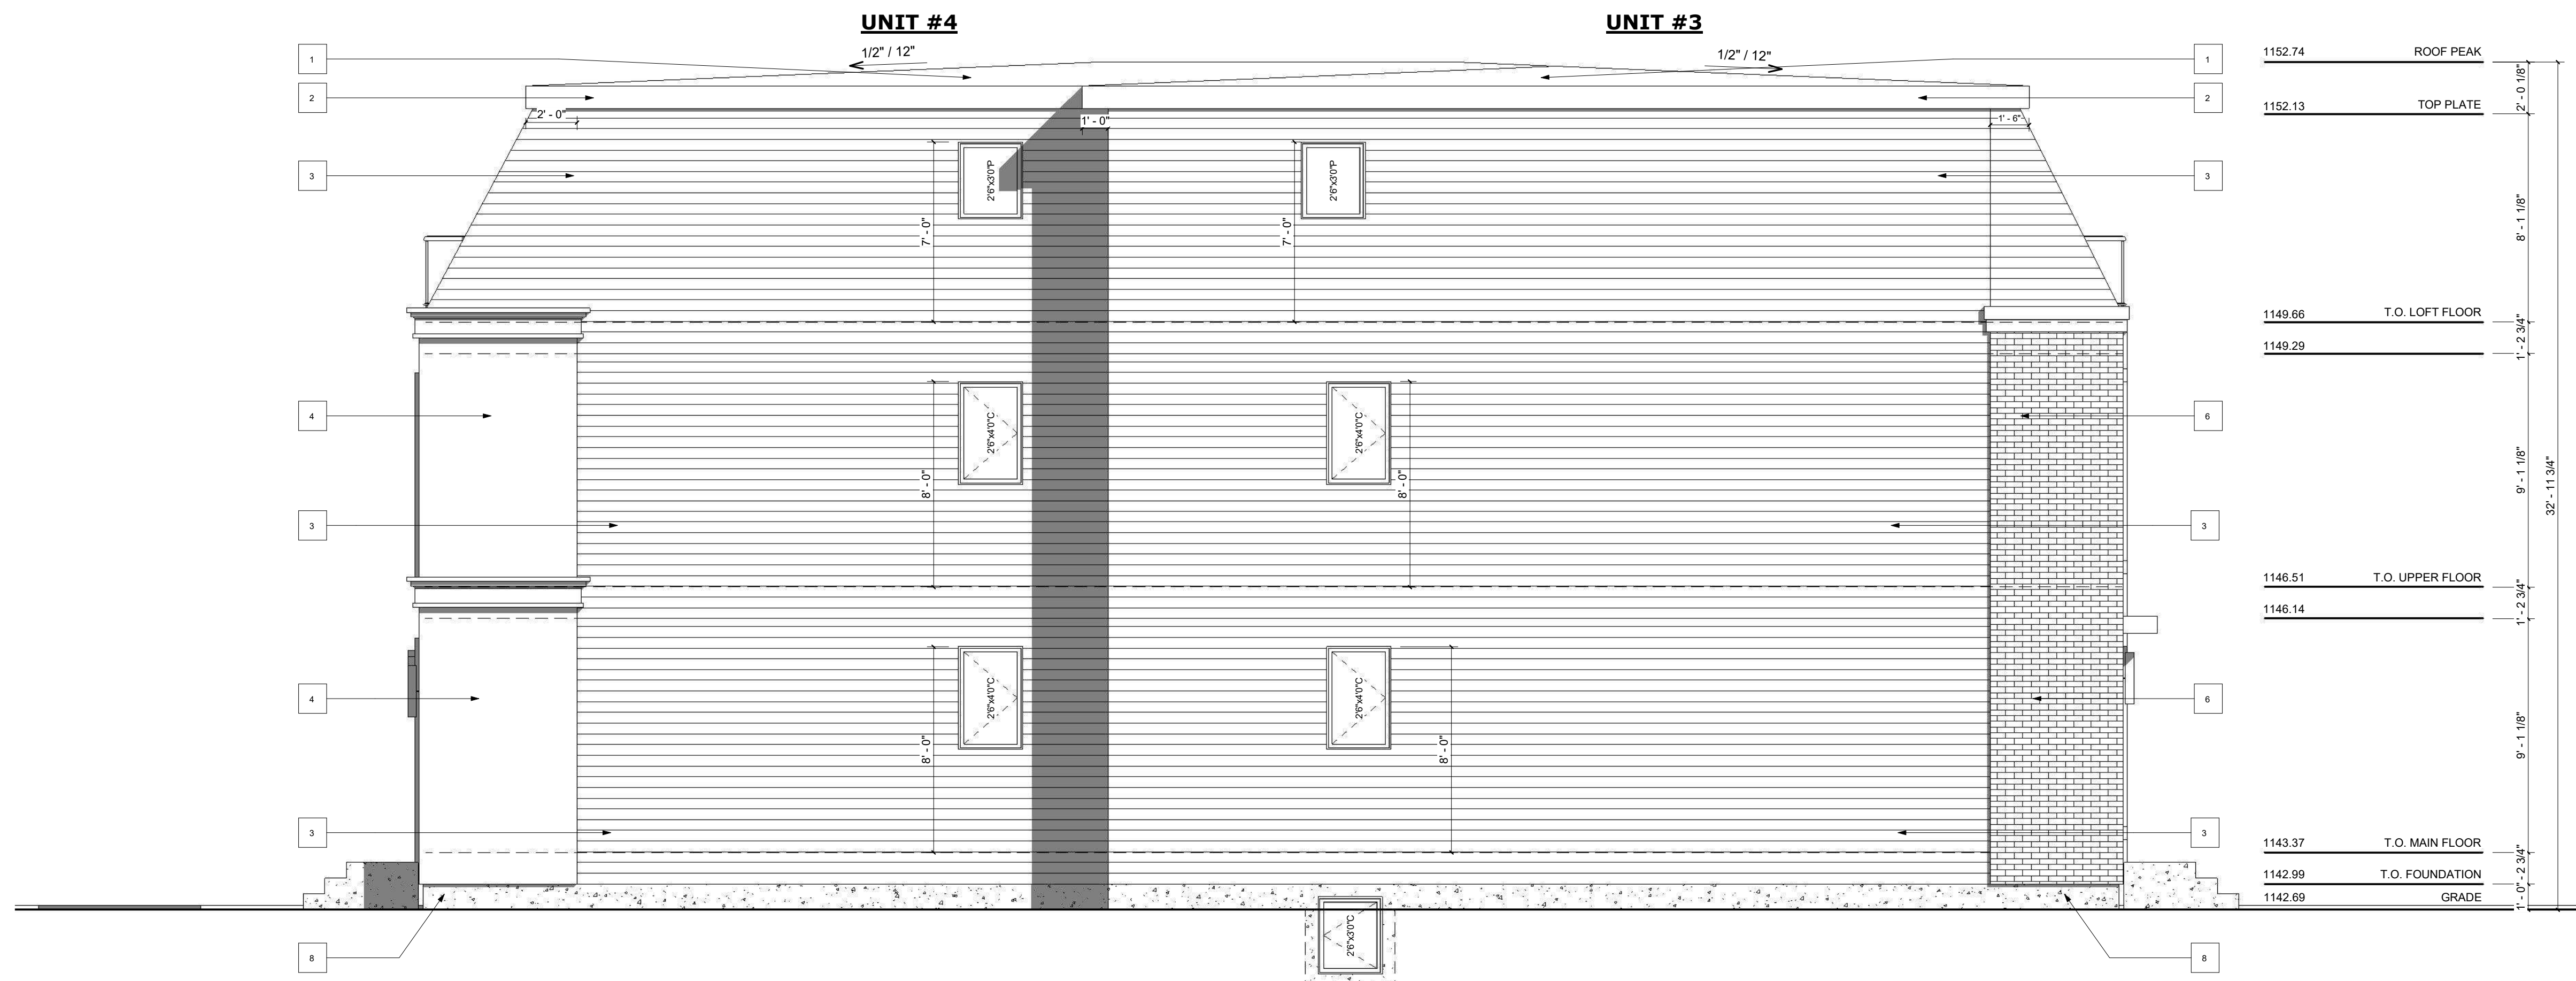 UNIT #4
UNIT #3
1/2" / 12"
1/2" / 12"
1
1
1152.74 ROOF PEAK
2
2
2' - 0 1/8"
1152.13 TOP PLATE
2' - 0"
1' - 0"
1' - 6"
3
2'6"x3'0"P
2'6"x3'0"P
3
7' - 0"
7' - 0"
8' - 1 1/8"
1149.66 T.O. LOFT FLOOR
1' - 2 3/4"
1149.29
4
2'6"x4'0"C
2'6"x4'0"C
6
8' - 0"
8' - 0"
9' - 1 1/8"
32' - 11 3/4"
3
3
1146.51 T.O. UPPER FLOOR
1' - 2 3/4"
1146.14
4
2'6"x4'0"C
2'6"x4'0"C
6
8' - 0"
8' - 0"
9' - 1 1/8"
3
3
1143.37 T.O. MAIN FLOOR
1' - 2 3/4"
1142.99 T.O. FOUNDATION
1' - 0"
1142.69 GRADE
2'6"x3'0"C
8
8